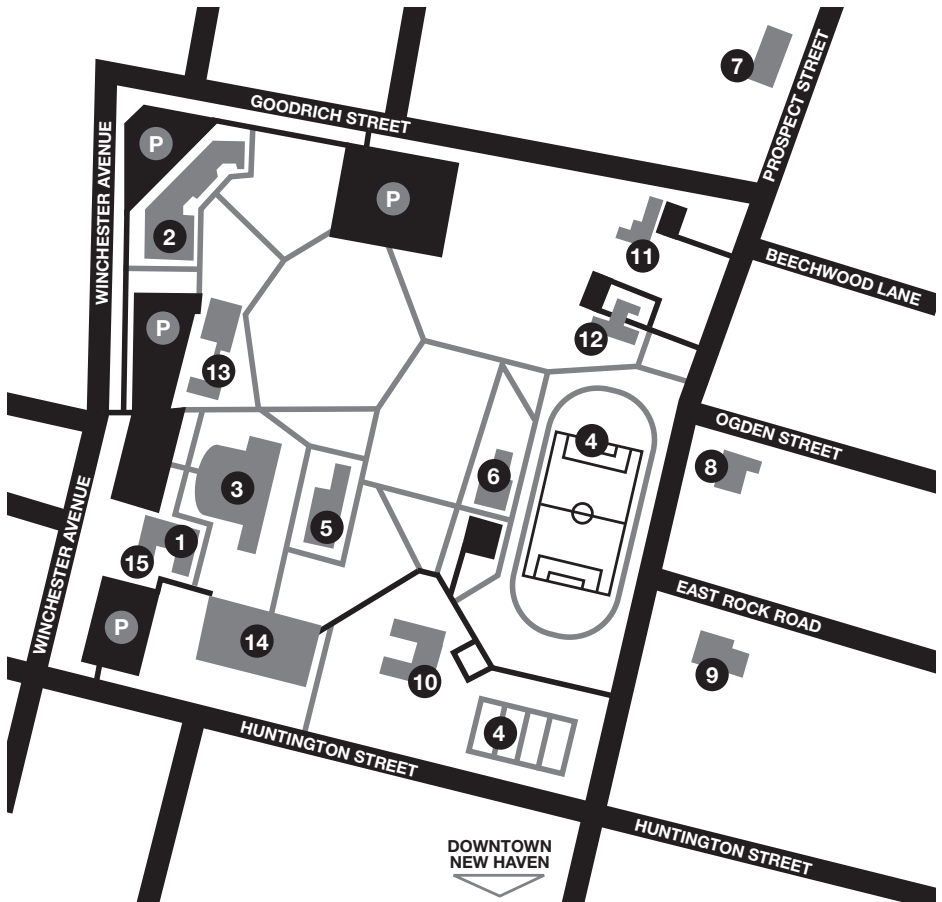 7
PROSPECT STREET
GOODRICH STREET
WINCHESTER AVENUE
P
P
2
11
BEECHWOOD LANE
P
12
13
OGDEN STREET
4
8
6
3
5
1
15
WINCHESTER AVENUE
EAST ROCK ROAD
P
14
10
9
4
HUNTINGTON STREET
HUNTINGTON STREET
DOWNTOWN
NEW HAVEN